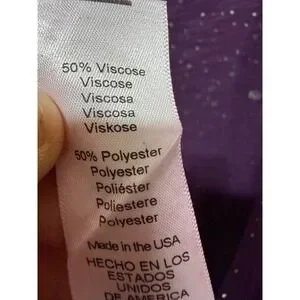 50% Viscose
Viscose
Viscosa
Viscosa
Viskose
50% Polyester
Polyester
Poliéster
Poliestere
Polyester
Made in the USA
HECHO EN LOS
ESTADOS
UNIDOS
DE AMERICA